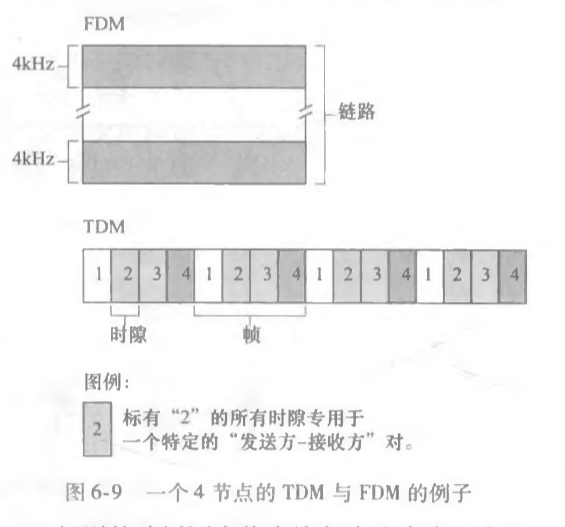 FDM
4kHz
链路
4kHz
TDM
1 2 3 4 1 2 3 4 1 2 3 4 1 2 3 4
时隙 帧
图例:
2 标有“2”的所有时隙专用于
一个特定的“发送方-接收方”对。
图 6-9 一个 4 节点的 TDM 与 FDM 的例子